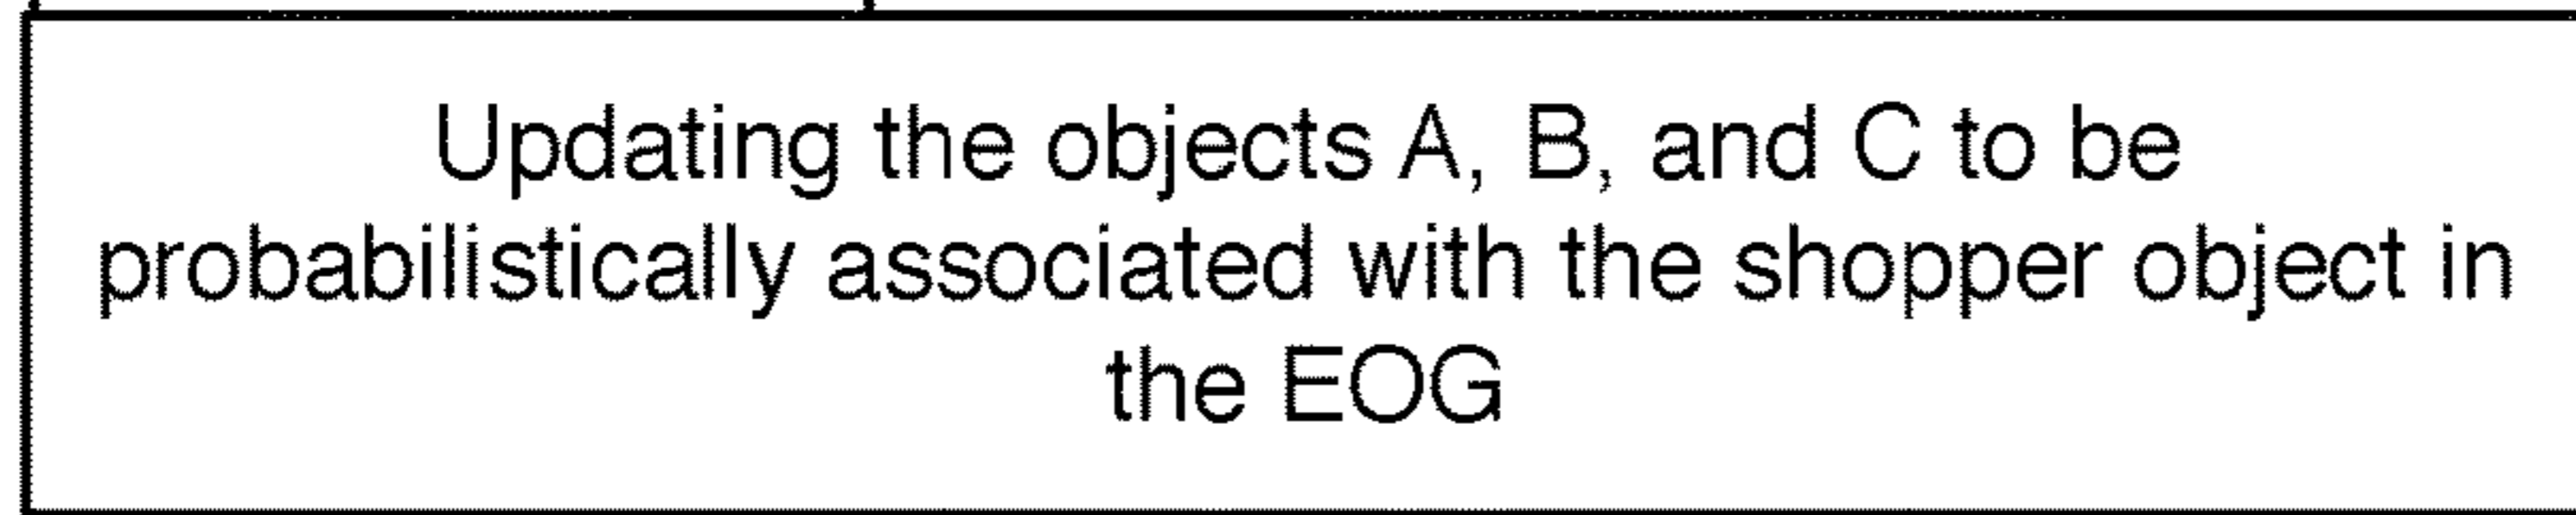 Updating the objects A, B, and C to be
probabilistically associated with the shopper object in
the EOG